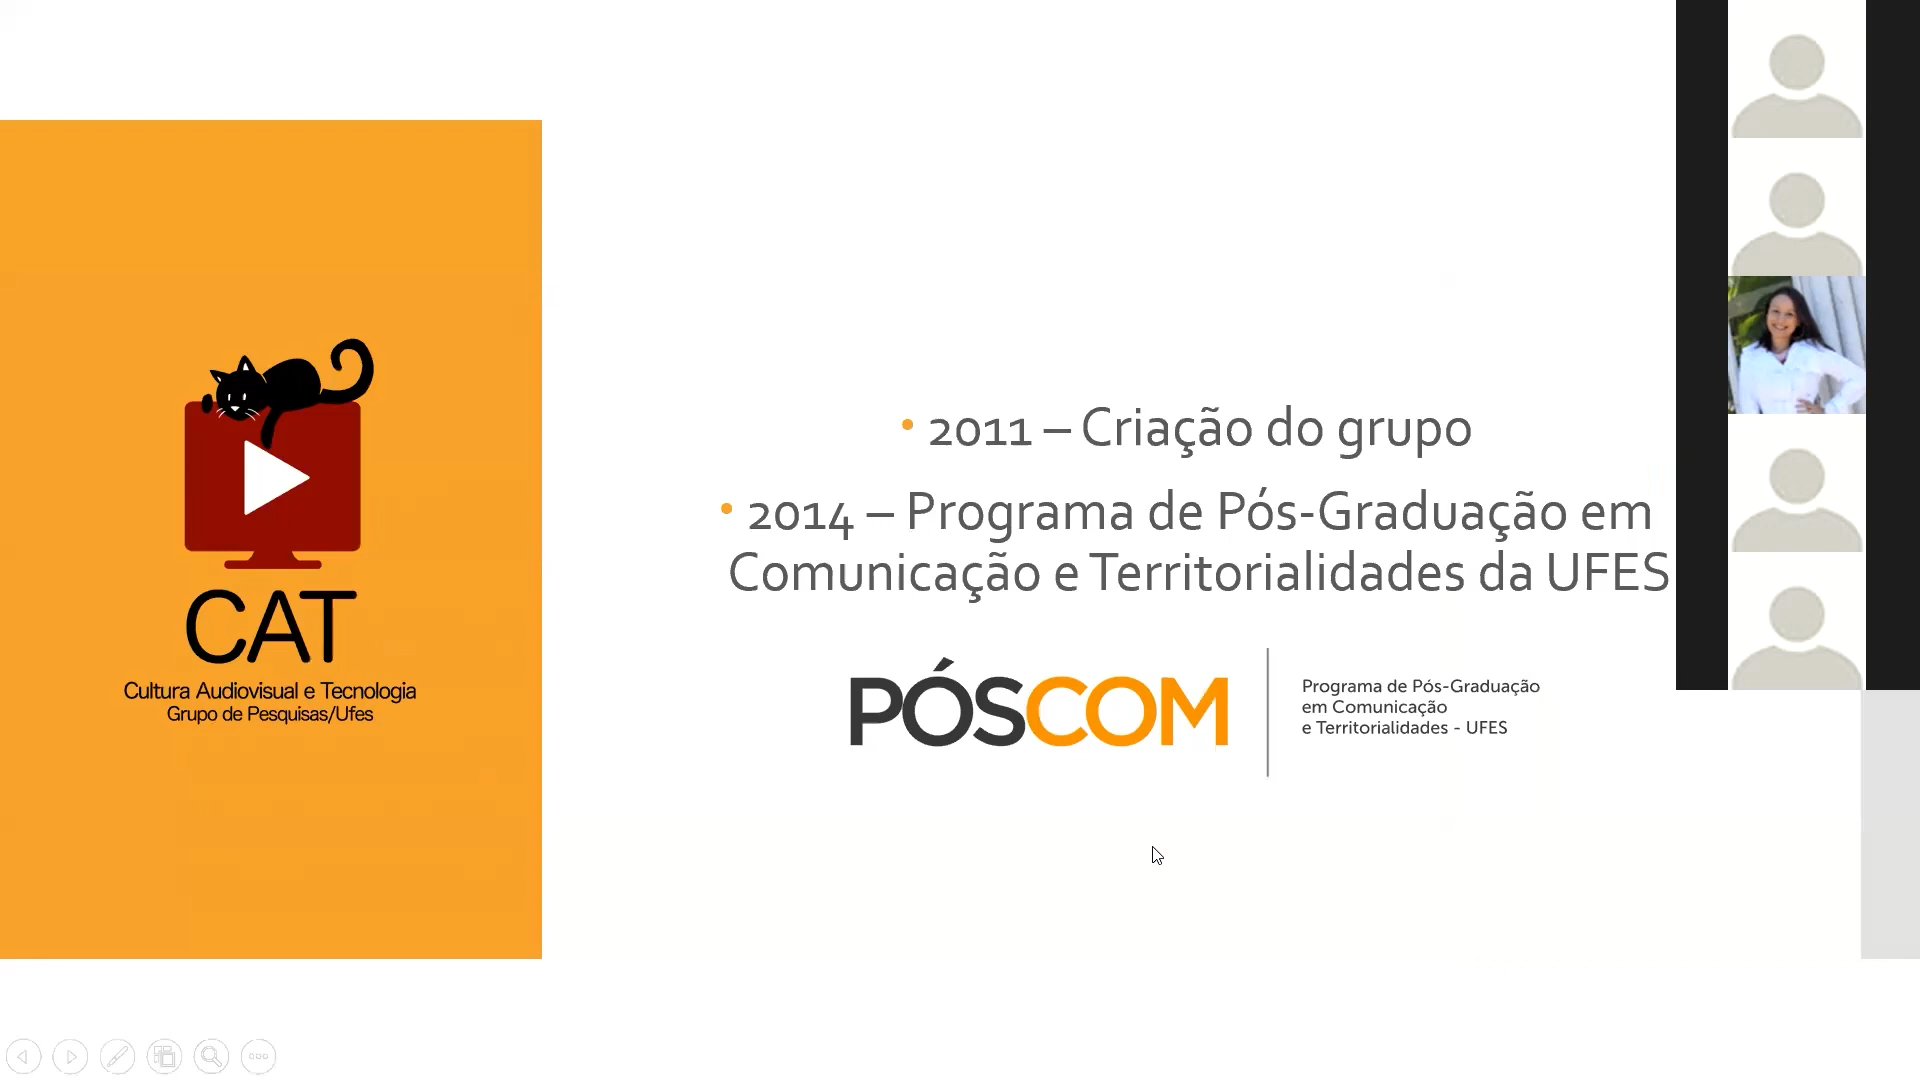 CAT
Cultura Audiovisual e Tecnologia
Grupo de Pesquisas/Ufes
• 2011 – Criação do grupo
• 2014 – Programa de Pós-Graduação em
Comunicação e Territorialidades da UFES
PÓSCOM
Programa de Pós-Graduação
em Comunicação
e Territorialidades - UFES